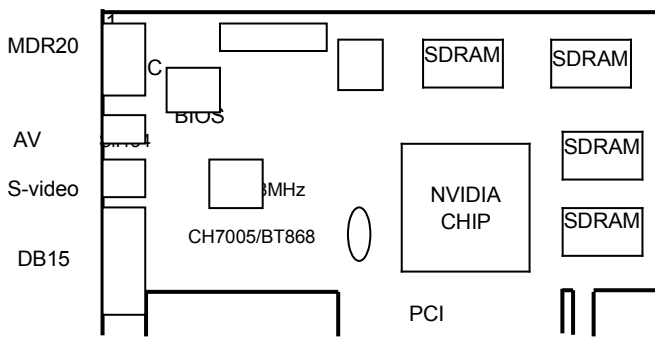 MDR20
SDRAM
SDRAM
C
BIOS
AV
SDRAM
S-video
MHz
NVIDIA
CHIP
SDRAM
CH7005/BT868
DB15
PCI